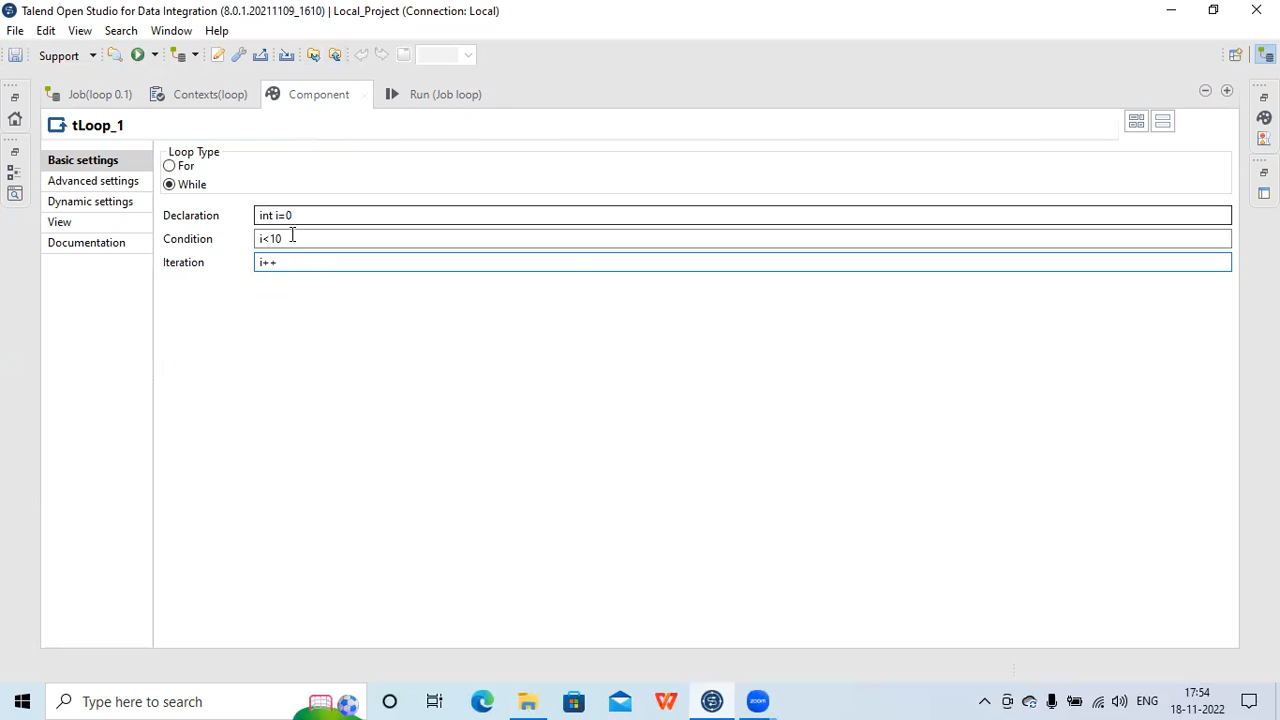 Talend Open Studio for Data Integration (8.0.1.20211109_1610) | Local_Project (Connection: Local)
File Edit View Search Window Help
Support
Job(loop 0.1) Contexts(loop) Component Run (Job loop)
tLoop_1
Basic settings
Advanced settings
Dynamic settings
View
Documentation
Loop Type
For
While
Declaration int i=0
Condition i<10
Iteration i++
Type here to search
zoom
ENG
17:54
18-11-2022